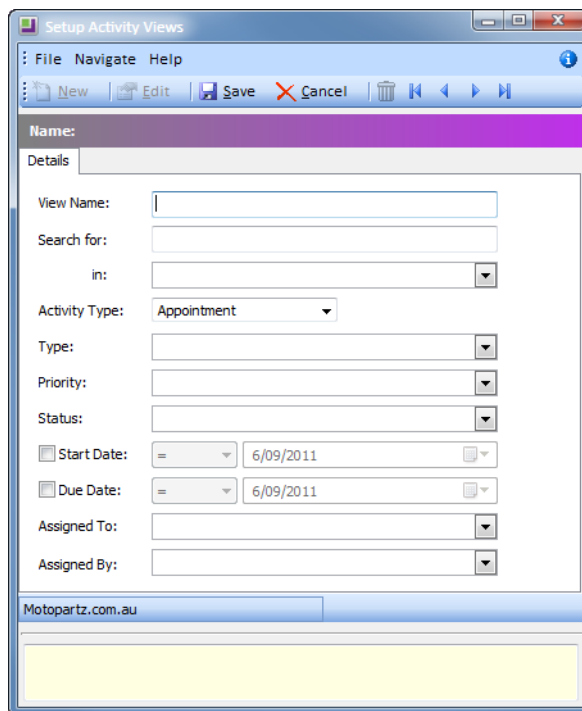 Setup Activity Views
File Navigate Help
New Edit Save Cancel
Name:
Details
View Name:
Search for:
in:
Activity Type: Appointment
Type:
Priority:
Status:
Start Date: = 6/09/2011
Due Date: = 6/09/2011
Assigned To:
Assigned By:
Motopartz.com.au